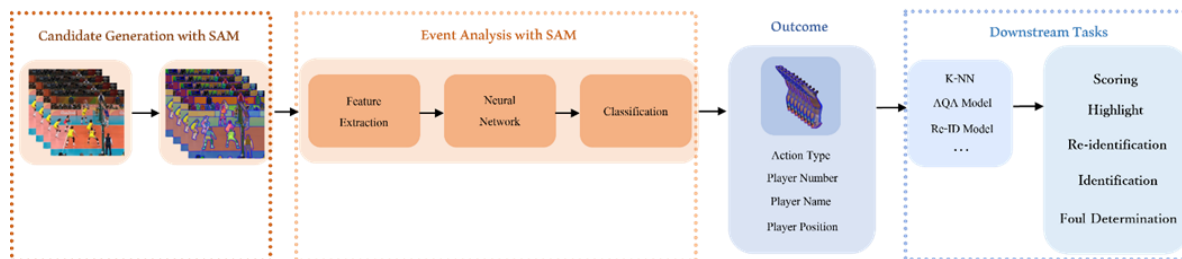 Candidate Generation with SAM
Event Analysis with SAM
Feature
Extraction
Neural
Network
Classification
Outcome
Action Type
Player Number
Player Name
Player Position
Downstream Tasks
K-NN
AQA Model
Re-ID Model
...
Scoring
Highlight
Re-identification
Identification
Foul Determination